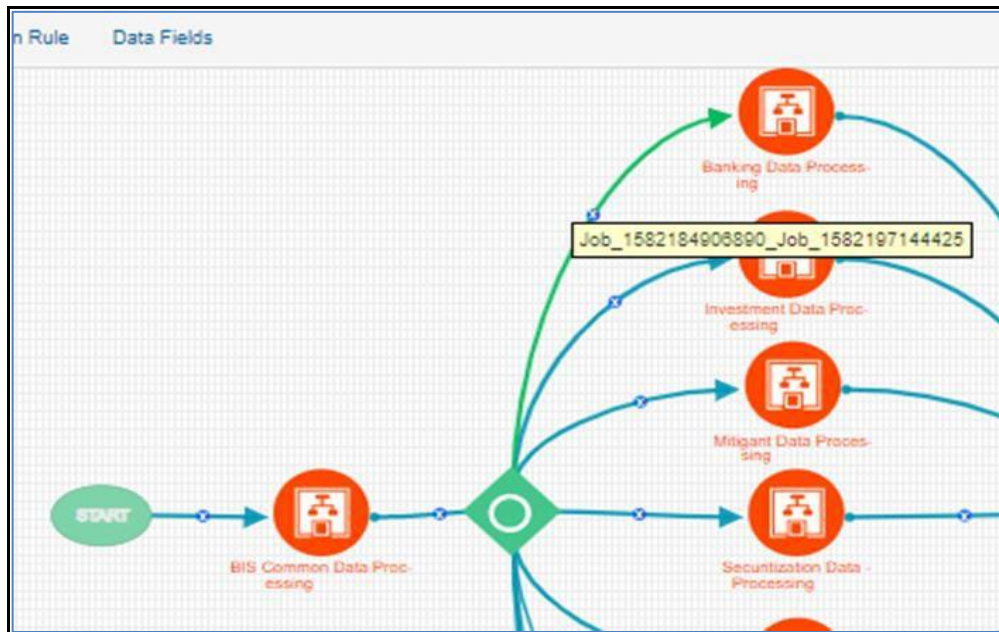 n Rule Data Fields
Banking Data Process-
ing
Job_1582184906890_Job_1582197144425
Investment Data Proc-
essing
Mitigant Data Proces-
sing
START
BIS Common Data Proc-
essing
Securitization Data -
Processing